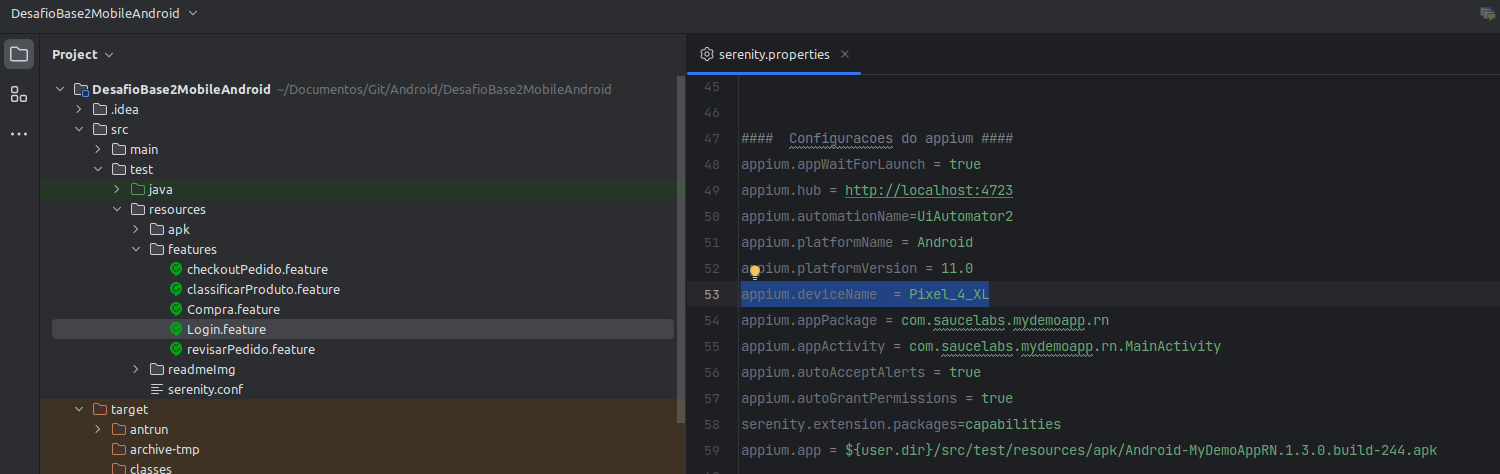 DesafioBase2MobileAndroid
Project
DesafioBase2MobileAndroid ~/Documentos/Git/Android/DesafioBase2MobileAndroid
.idea
src
main
test
java
resources
apk
features
checkoutPedido.feature
classificarProduto.feature
Compra.feature
Login.feature
revisarPedido.feature
readmeImg
serenity.conf
target
antrun
archive-tmp
classes
serenity.properties
45
46
47 #### Configuracoes do appium ####
48 appium.appWaitForLaunch = true
49 appium.hub = http://localhost:4723
50 appium.automationName=UiAutomator2
51 appium.platformName = Android
52 appium.platformVersion = 11.0
53 appium.deviceName  = Pixel_4_XL
54 appium.appPackage = com.saucelabs.mydemoapp.rn
55 appium.appActivity = com.saucelabs.mydemoapp.rn.MainActivity
56 appium.autoAcceptAlerts = true
57 appium.autoGrantPermissions = true
58 serenity.extension.packages=capabilities
59 appium.app = ${user.dir}/src/test/resources/apk/Android-MyDemoAppRN.1.3.0.build-244.apk